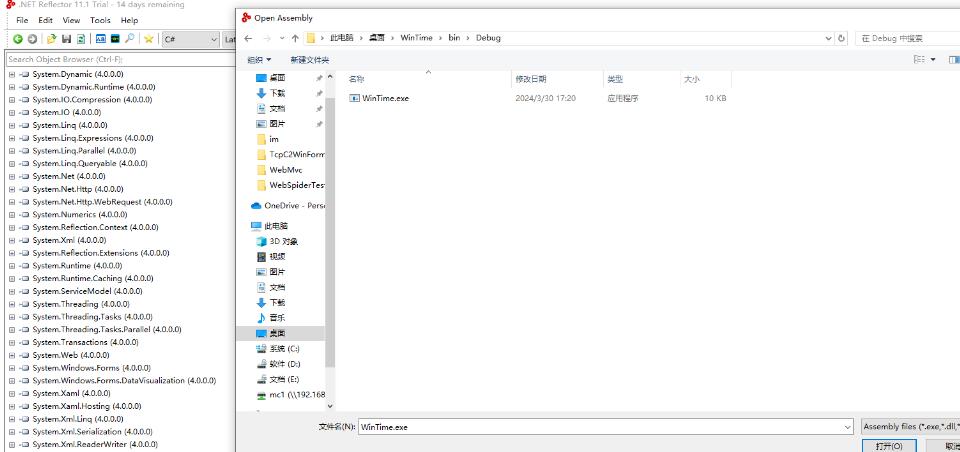 .NET Reflector 11.1 Trial - 14 days remaining
File Edit View Tools Help
C#
Search Object Browser (Ctrl-F):
System.Dynamic (4.0.0.0)
System.Dynamic.Runtime (4.0.0.0)
System.IO.Compression (4.0.0.0)
System.IO (4.0.0.0)
System.Linq (4.0.0.0)
System.Linq.Expressions (4.0.0.0)
System.Linq.Parallel (4.0.0.0)
System.Linq.Queryable (4.0.0.0)
System.Net (4.0.0.0)
System.Net.Http (4.0.0.0)
System.Net.Http.WebRequest (4.0.0.0)
System.Numerics (4.0.0.0)
System.Reflection.Context (4.0.0.0)
System.Xml (4.0.0.0)
System.Reflection.Extensions (4.0.0.0)
System.Runtime (4.0.0.0)
System.Runtime.Caching (4.0.0.0)
System.ServiceModel (4.0.0.0)
System.Threading (4.0.0.0)
System.Threading.Tasks (4.0.0.0)
System.Threading.Tasks.Parallel (4.0.0.0)
System.Transactions (4.0.0.0)
System.Web (4.0.0.0)
System.Windows.Forms (4.0.0.0)
System.Windows.Forms.DataVisualization (4.0.0.0)
System.Xaml (4.0.0.0)
System.Xaml.Hosting (4.0.0.0)
System.Xml.Linq (4.0.0.0)
System.Xml.Serialization (4.0.0.0)
System.Xml.ReaderWriter (4.0.0.0)
Open Assembly
此电脑 > 桌面 > WinTime > bin > Debug
在 Debug 中搜索
组织 新建文件夹
桌面
下载
文档
图片
im
TcpC2WinForm
WebMvc
WebSpiderTes
OneDrive - Pers
此电脑
3D 对象
视频
图片
文档
下载
音乐
桌面
系统 (C:)
软件 (D:)
文档 (E:)
mc1 (\\192.168
名称 修改日期 类型 大小
WinTime.exe 2024/3/30 17:20 应用程序 10 KB
文件名(N): WinTime.exe
Assembly files (*.exe,*.dll,*
打开(O) 取消